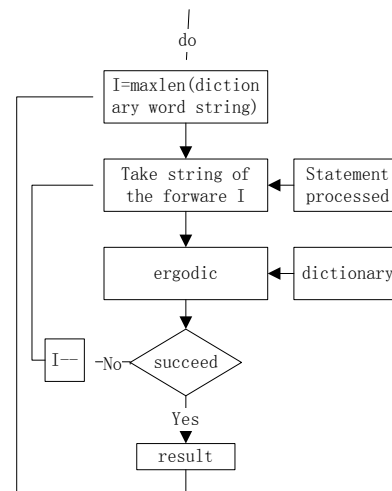 do
I=maxlen(diction
ary word string)
Take string of
the forware I
Statement
processed
ergodic
dictionary
succeed
I--
No
Yes
result